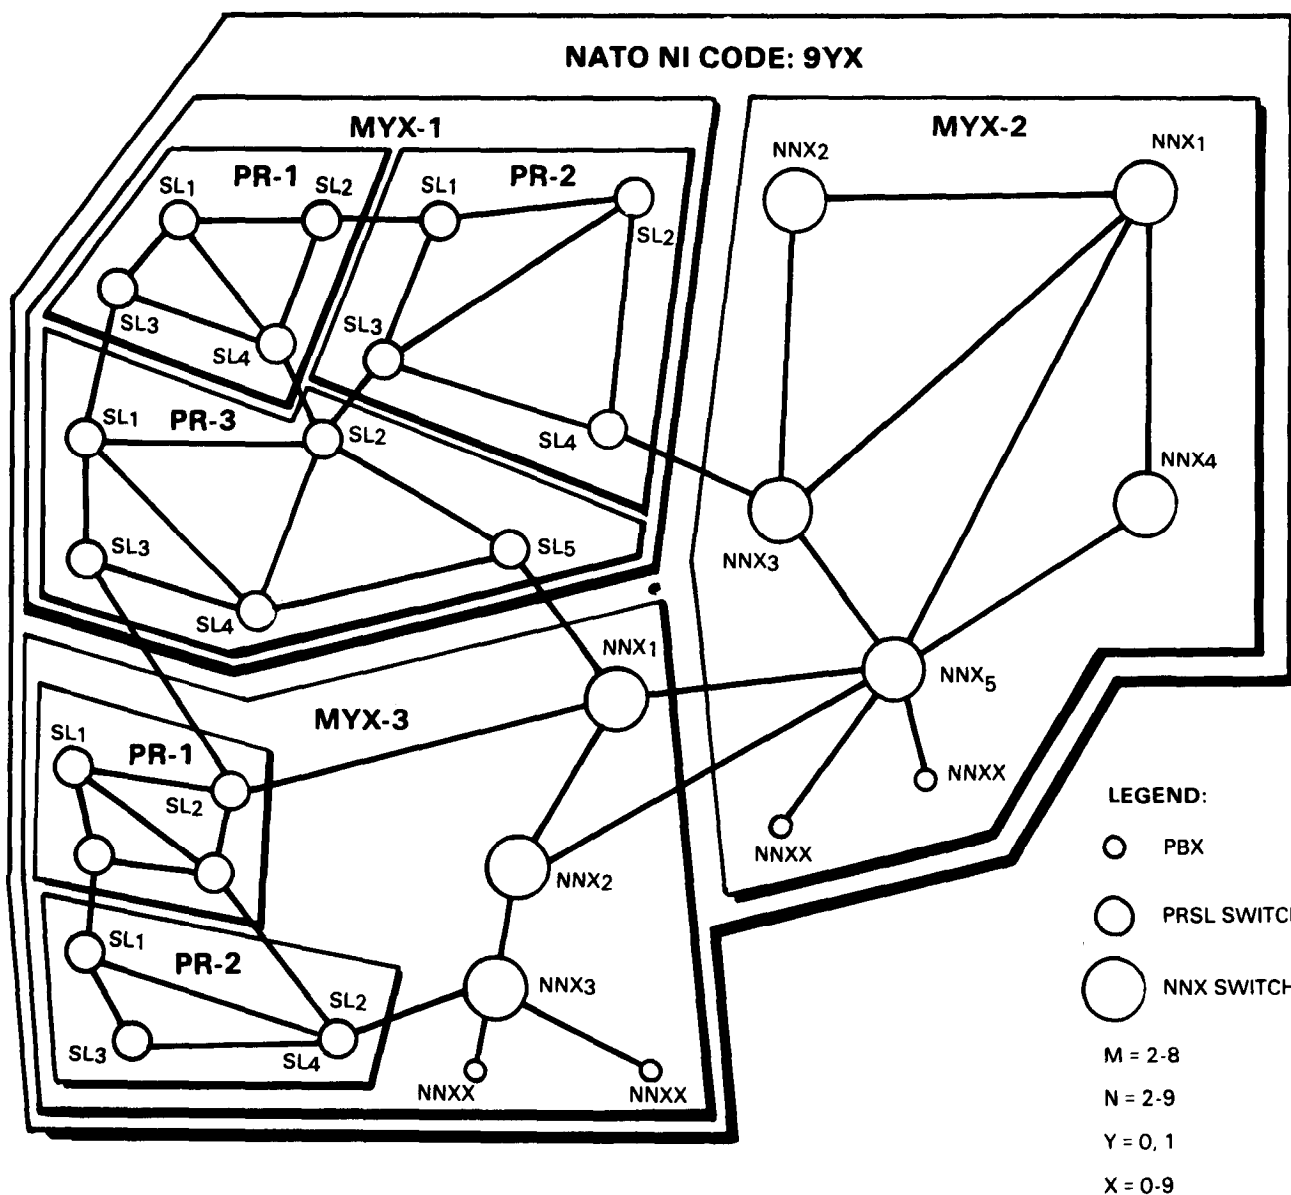 NATO NI CODE: 9YX
MYX-1
PR-1
SL1
SL2
SL3
SL4
PR-2
SL1
SL2
SL3
SL4
PR-3
SL1
SL2
SL3
SL4
SL5
MYX-2
NNX2
NNX1
NNX3
NNX4
NNX5
NNXX
NNXX
MYX-3
NNX1
NNX2
NNX3
NNXX
NNXX
PR-1
SL1
SL2
PR-2
SL1
SL2
SL3
SL4
LEGEND:
PBX
PRSL SWITCH
NNX SWITCH
M = 2-8
N = 2-9
Y = 0, 1
X = 0-9